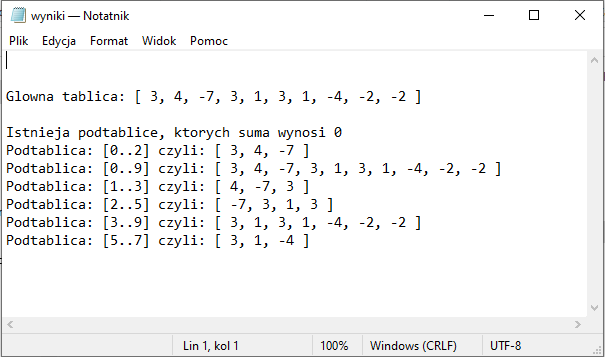 wyniki — Notatnik
Plik Edycja Format Widok Pomoc
Glowna tablica: [ 3, 4, -7, 3, 1, 3, 1, -4, -2, -2 ]
Istnieja podtablice, ktorych suma wynosi 0
Podtablica: [0..2] czyli: [ 3, 4, -7 ]
Podtablica: [0..9] czyli: [ 3, 4, -7, 3, 1, 3, 1, -4, -2, -2 ]
Podtablica: [1..3] czyli: [ 4, -7, 3 ]
Podtablica: [2..5] czyli: [ -7, 3, 1, 3 ]
Podtablica: [3..9] czyli: [ 3, 1, 3, 1, -4, -2, -2 ]
Podtablica: [5..7] czyli: [ 3, 1, -4 ]
Lin 1, kol 1 100% Windows (CRLF) UTF-8